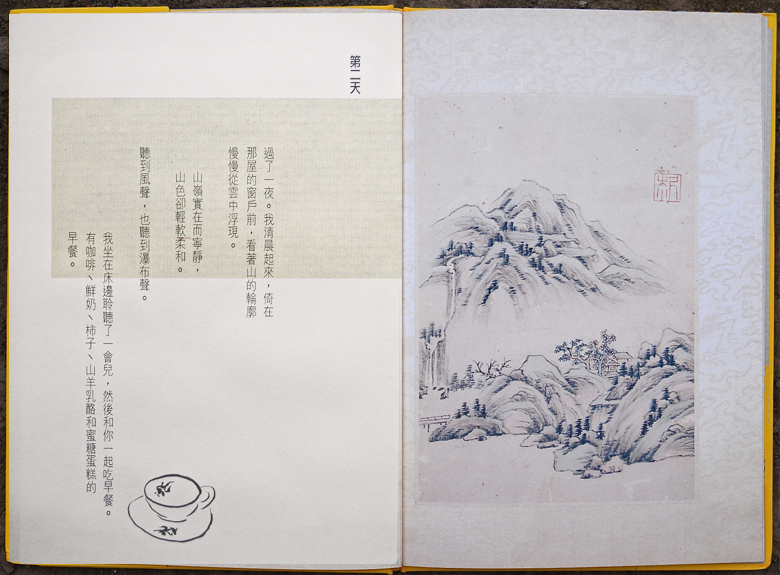 第二天
過了一夜。我清晨起來，倚在
那屋的窗戶前，看著山的輪廓
慢慢從雲中浮現。
山嶺實在而寧靜，
山色卻輕軟柔和。
聽到風聲，也聽到瀑布聲。
我坐在床邊聆聽了一會兒，然後和你一起吃早餐。
有咖啡、鮮奶、柿子、山羊乳酪和蜜糖蛋糕的
早餐。